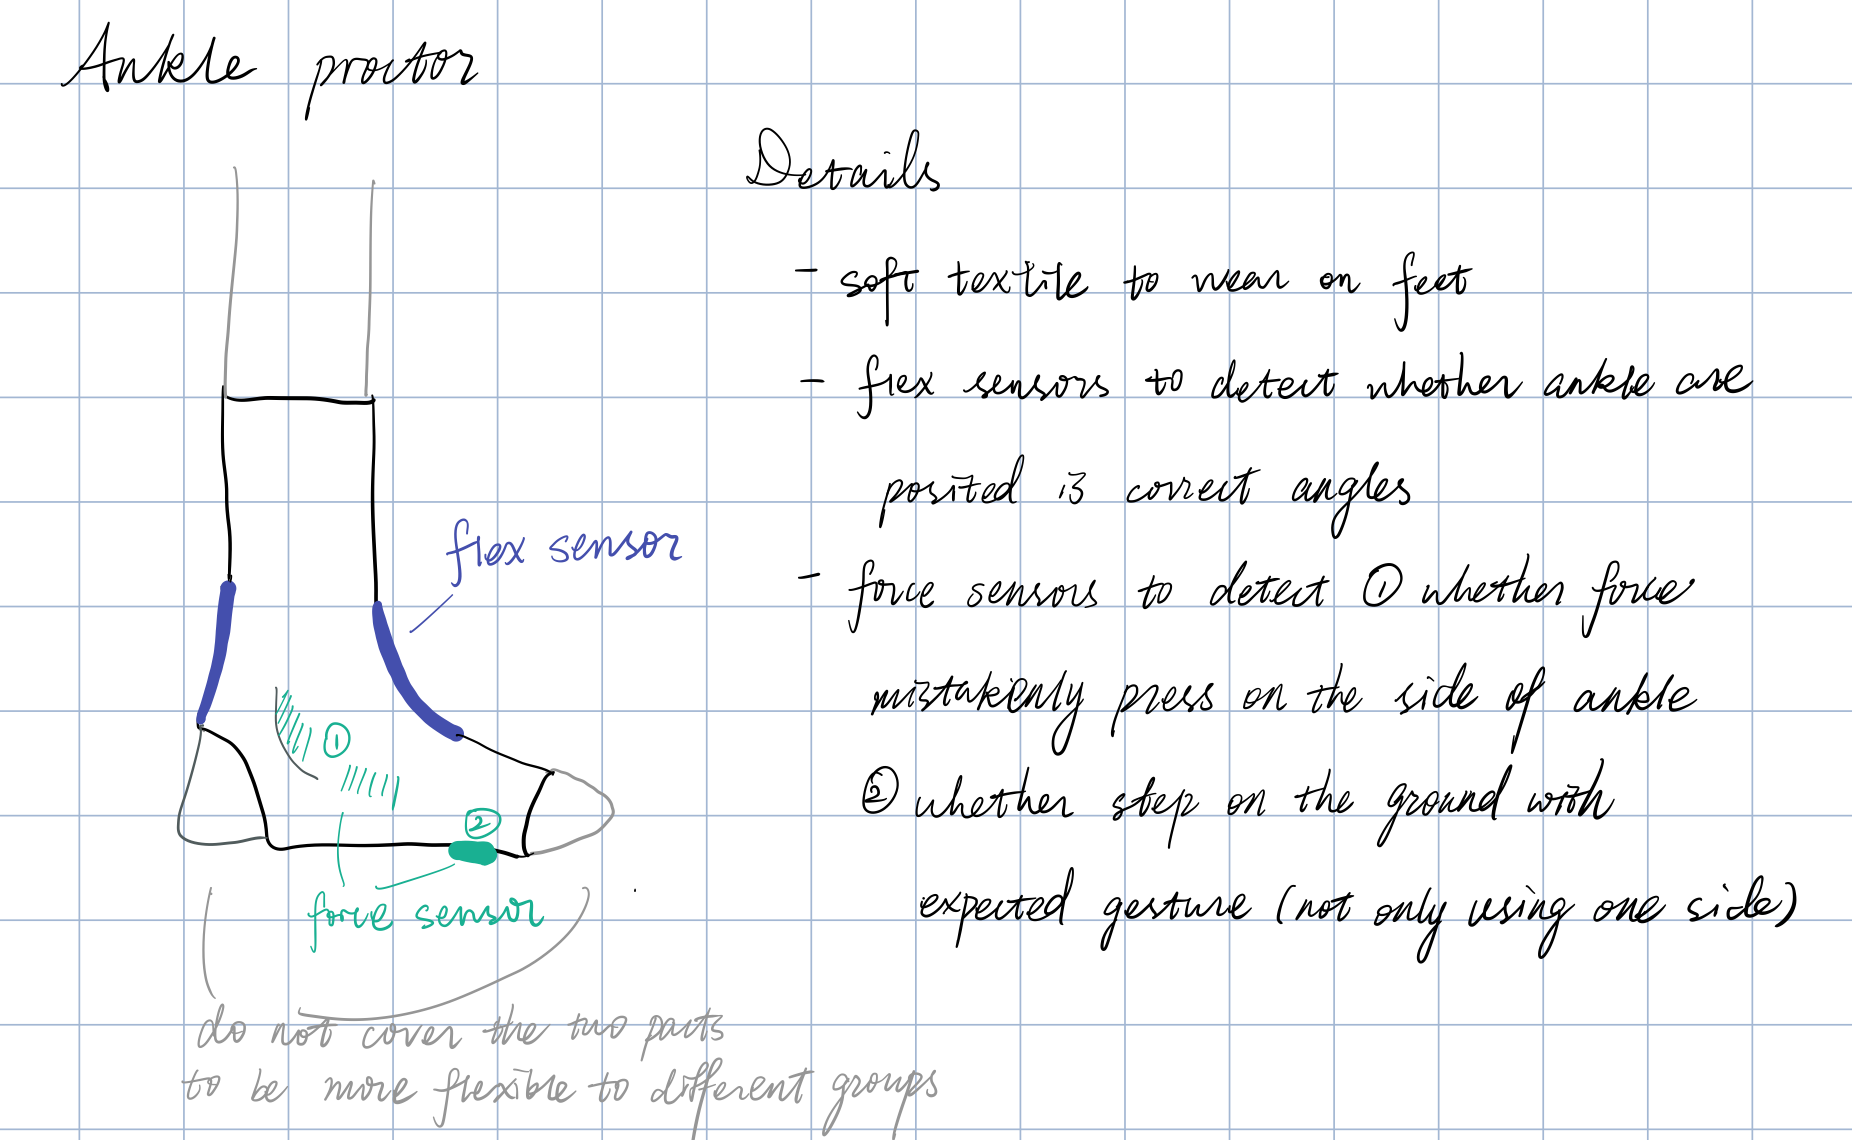 Ankle proctor
Details
- soft textile to wear on feet
- flex sensors to detect whether ankle are
posited is correct angles
- force sensors to detect ① whether force
mistakenly press on the side of ankle
② whether step on the ground with
expected gesture (not only using one side)
flex sensor
①
②
force sensor
do not cover the two parts
to be more flexible to different groups